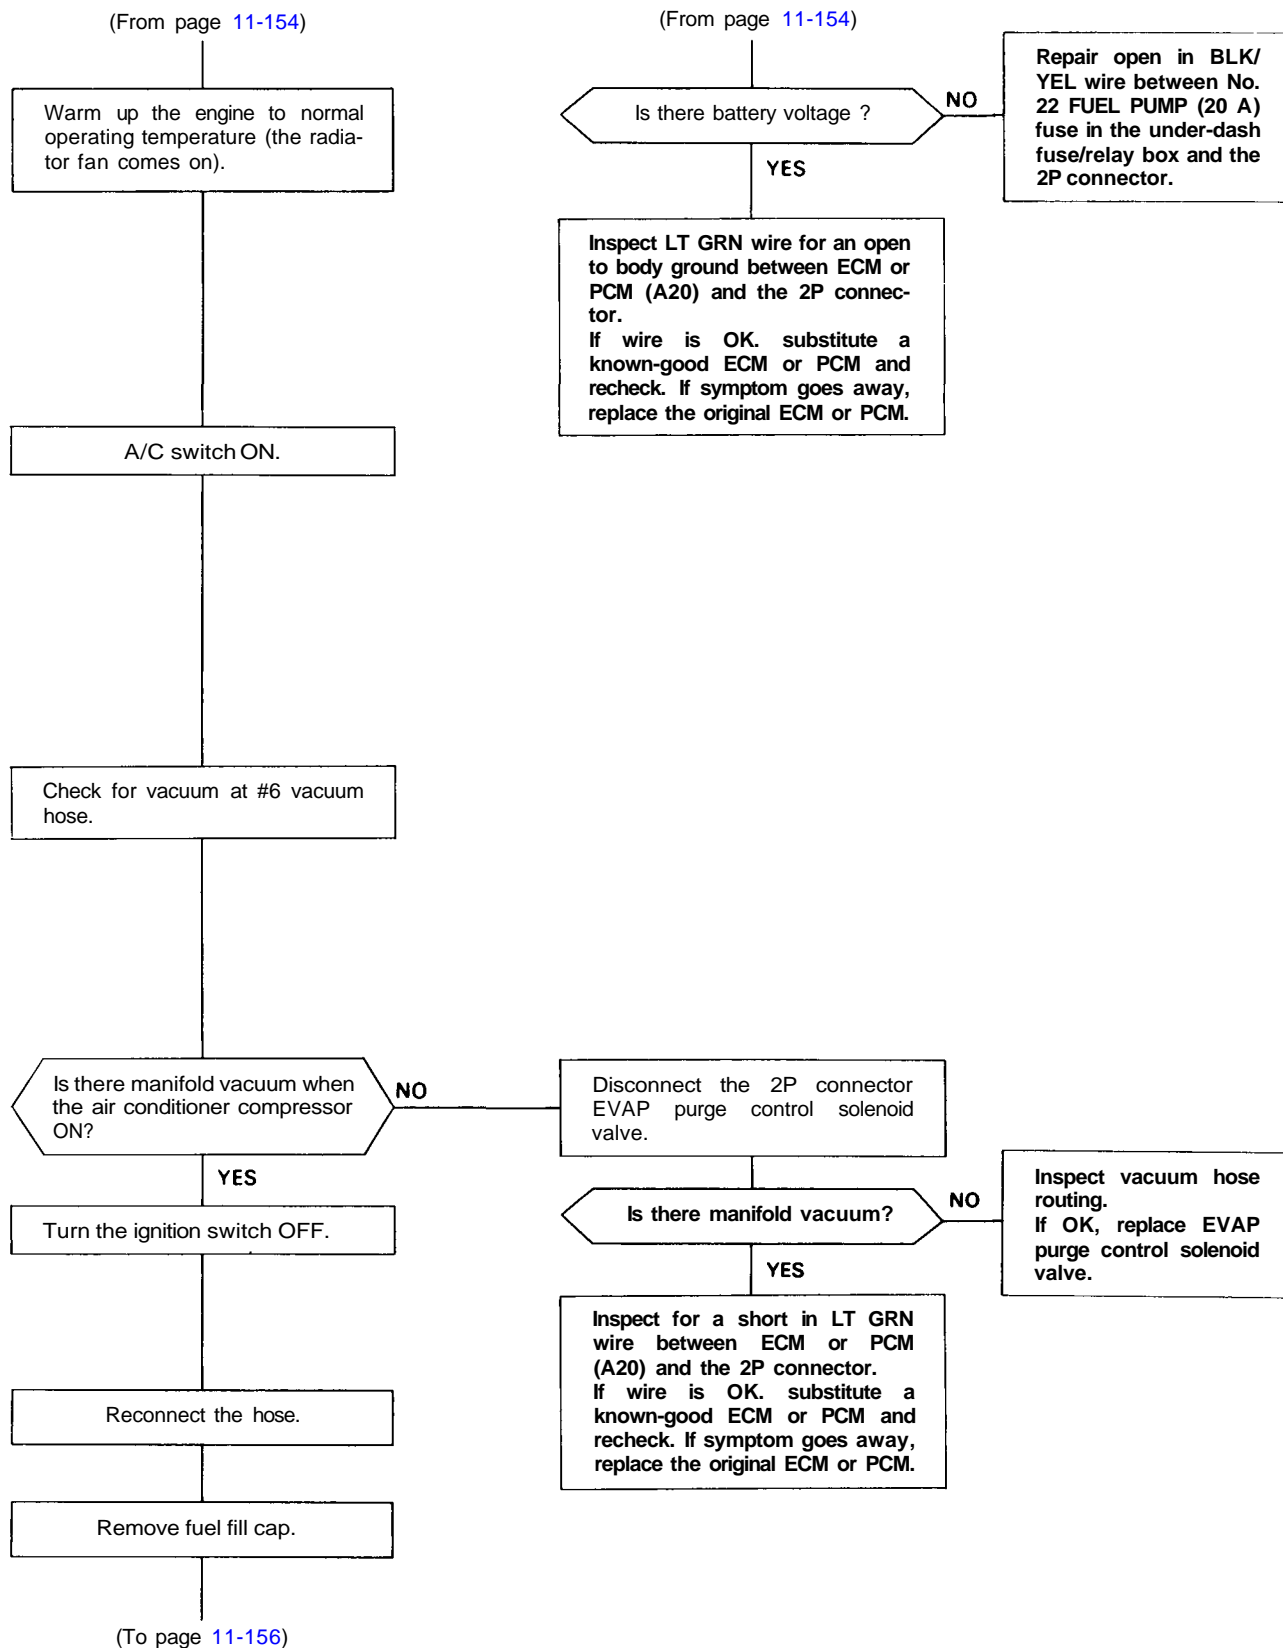 (From page 11-154)
Warm up the engine to normal
operating temperature (the radia-
tor fan comes on).
A/C switch ON.
Check for vacuum at #6 vacuum
hose.
Is there manifold vacuum when
the air conditioner compressor
ON?
NO
YES
Turn the ignition switch OFF.
Reconnect the hose.
Remove fuel fill cap.
(To page 11-156)
(From page 11-154)
Is there battery voltage ?
NO
YES
Repair open in BLK/
YEL wire between No.
22 FUEL PUMP (20 A)
fuse in the under-dash
fuse/relay box and the
2P connector.
Inspect LT GRN wire for an open
to body ground between ECM or
PCM (A20) and the 2P connec-
tor.
If wire is OK. substitute a
known-good ECM or PCM and
recheck. If symptom goes away,
replace the original ECM or PCM.
Disconnect the 2P connector
EVAP purge control solenoid
valve.
Is there manifold vacuum?
NO
YES
Inspect vacuum hose
routing.
If OK, replace EVAP
purge control solenoid
valve.
Inspect for a short in LT GRN
wire between ECM or PCM
(A20) and the 2P connector.
If wire is OK. substitute a
known-good ECM or PCM and
recheck. If symptom goes away,
replace the original ECM or PCM.